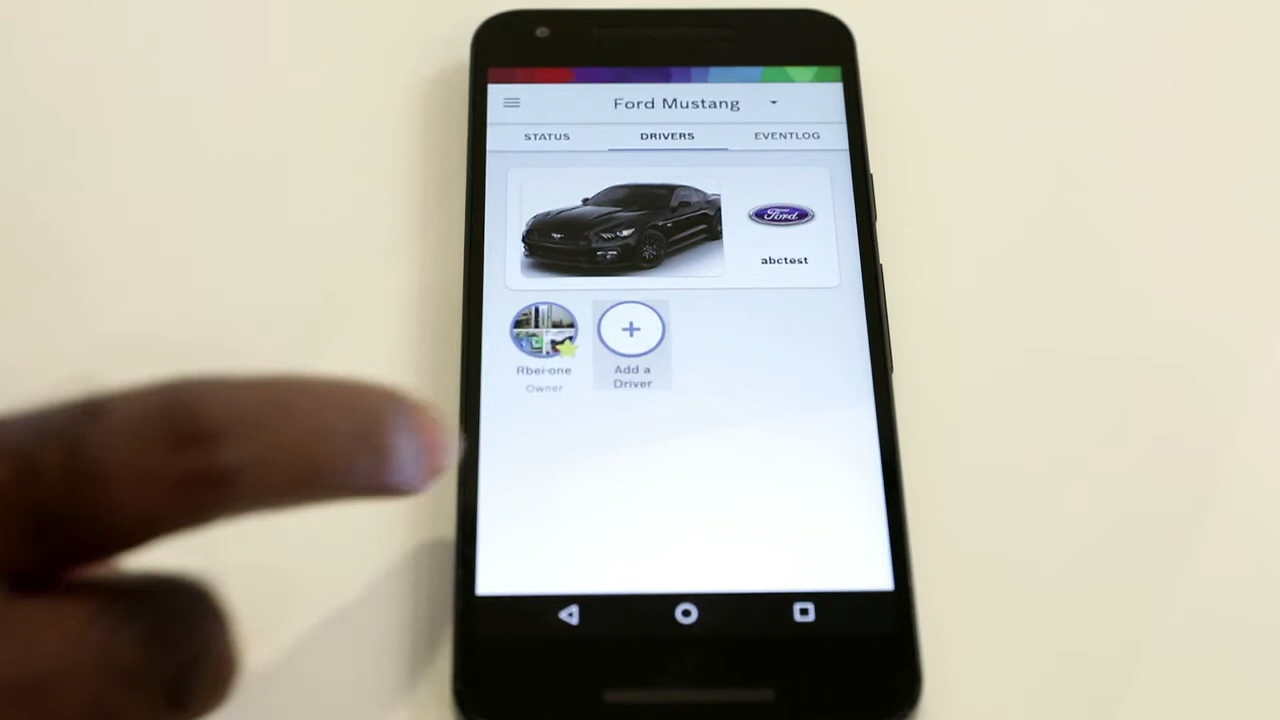 Ford Mustang
STATUS DRIVERS EVENTLOG
Ford
abctest
Rbei-one
Owner
Add a
Driver